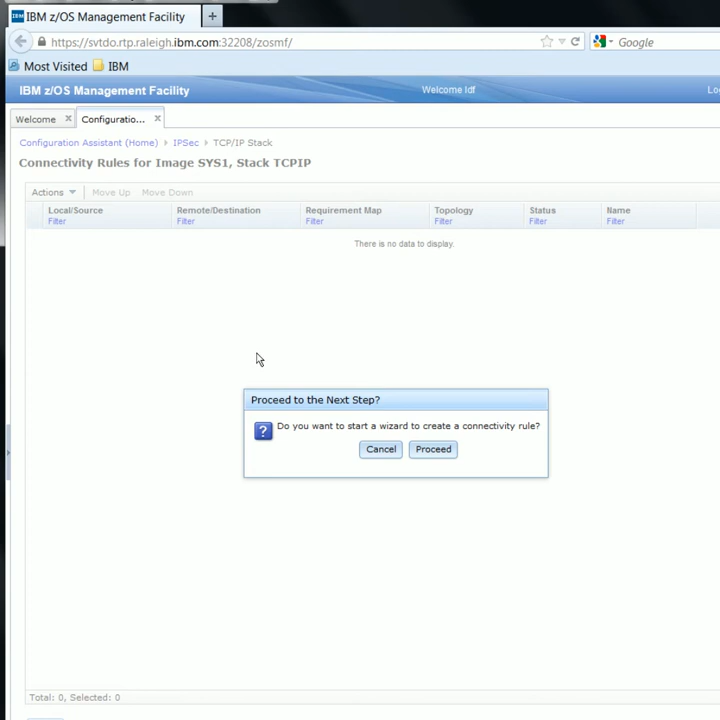 IBM z/OS Management Facility
https://svtdo.rtp.raleigh.ibm.com:32208/zosmf/
Google
Most Visited IBM
IBM z/OS Management Facility Welcome ldf
Welcome Configuratio...
Configuration Assistant (Home) IPSec TCP/IP Stack
Connectivity Rules for Image SYS1, Stack TCPIP
Actions Move Up Move Down
Local/Source Remote/Destination Requirement Map Topology Status Name
Filter Filter Filter Filter Filter Filter
There is no data to display.
Proceed to the Next Step?
Do you want to start a wizard to create a connectivity rule?
Cancel Proceed
Total: 0, Selected: 0